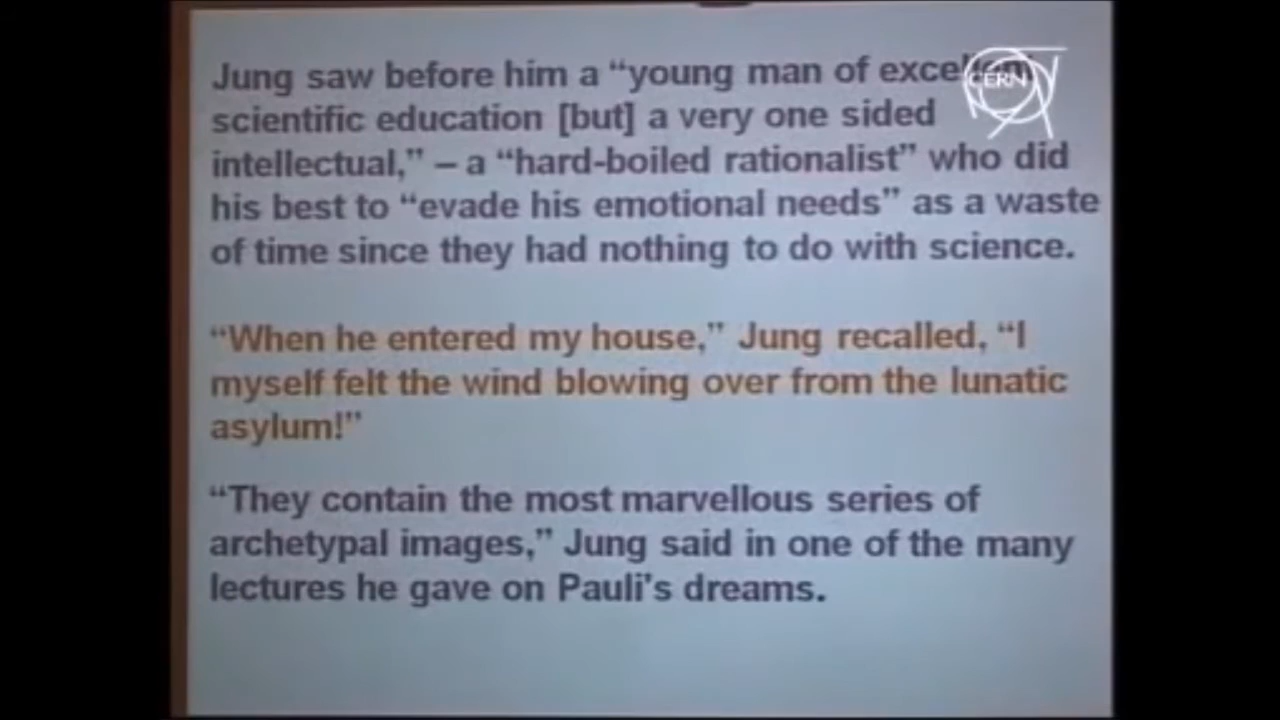 Jung saw before him a “young man of excellent
scientific education [but] a very one sided
intellectual,” – a “hard-boiled rationalist” who did
his best to “evade his emotional needs” as a waste
of time since they had nothing to do with science.
“When he entered my house,” Jung recalled, “I
myself felt the wind blowing over from the lunatic
asylum!”
“They contain the most marvellous series of
archetypal images,” Jung said in one of the many
lectures he gave on Pauli's dreams.
CERN